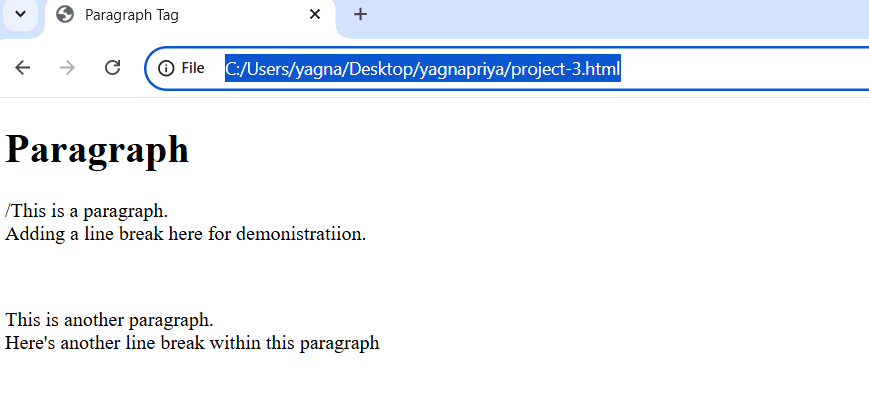 Paragraph Tag
File C:/Users/yagna/Desktop/yagnapriya/project-3.html
Paragraph
/This is a paragraph.
Adding a line break here for demonistratiion.
This is another paragraph.
Here's another line break within this paragraph